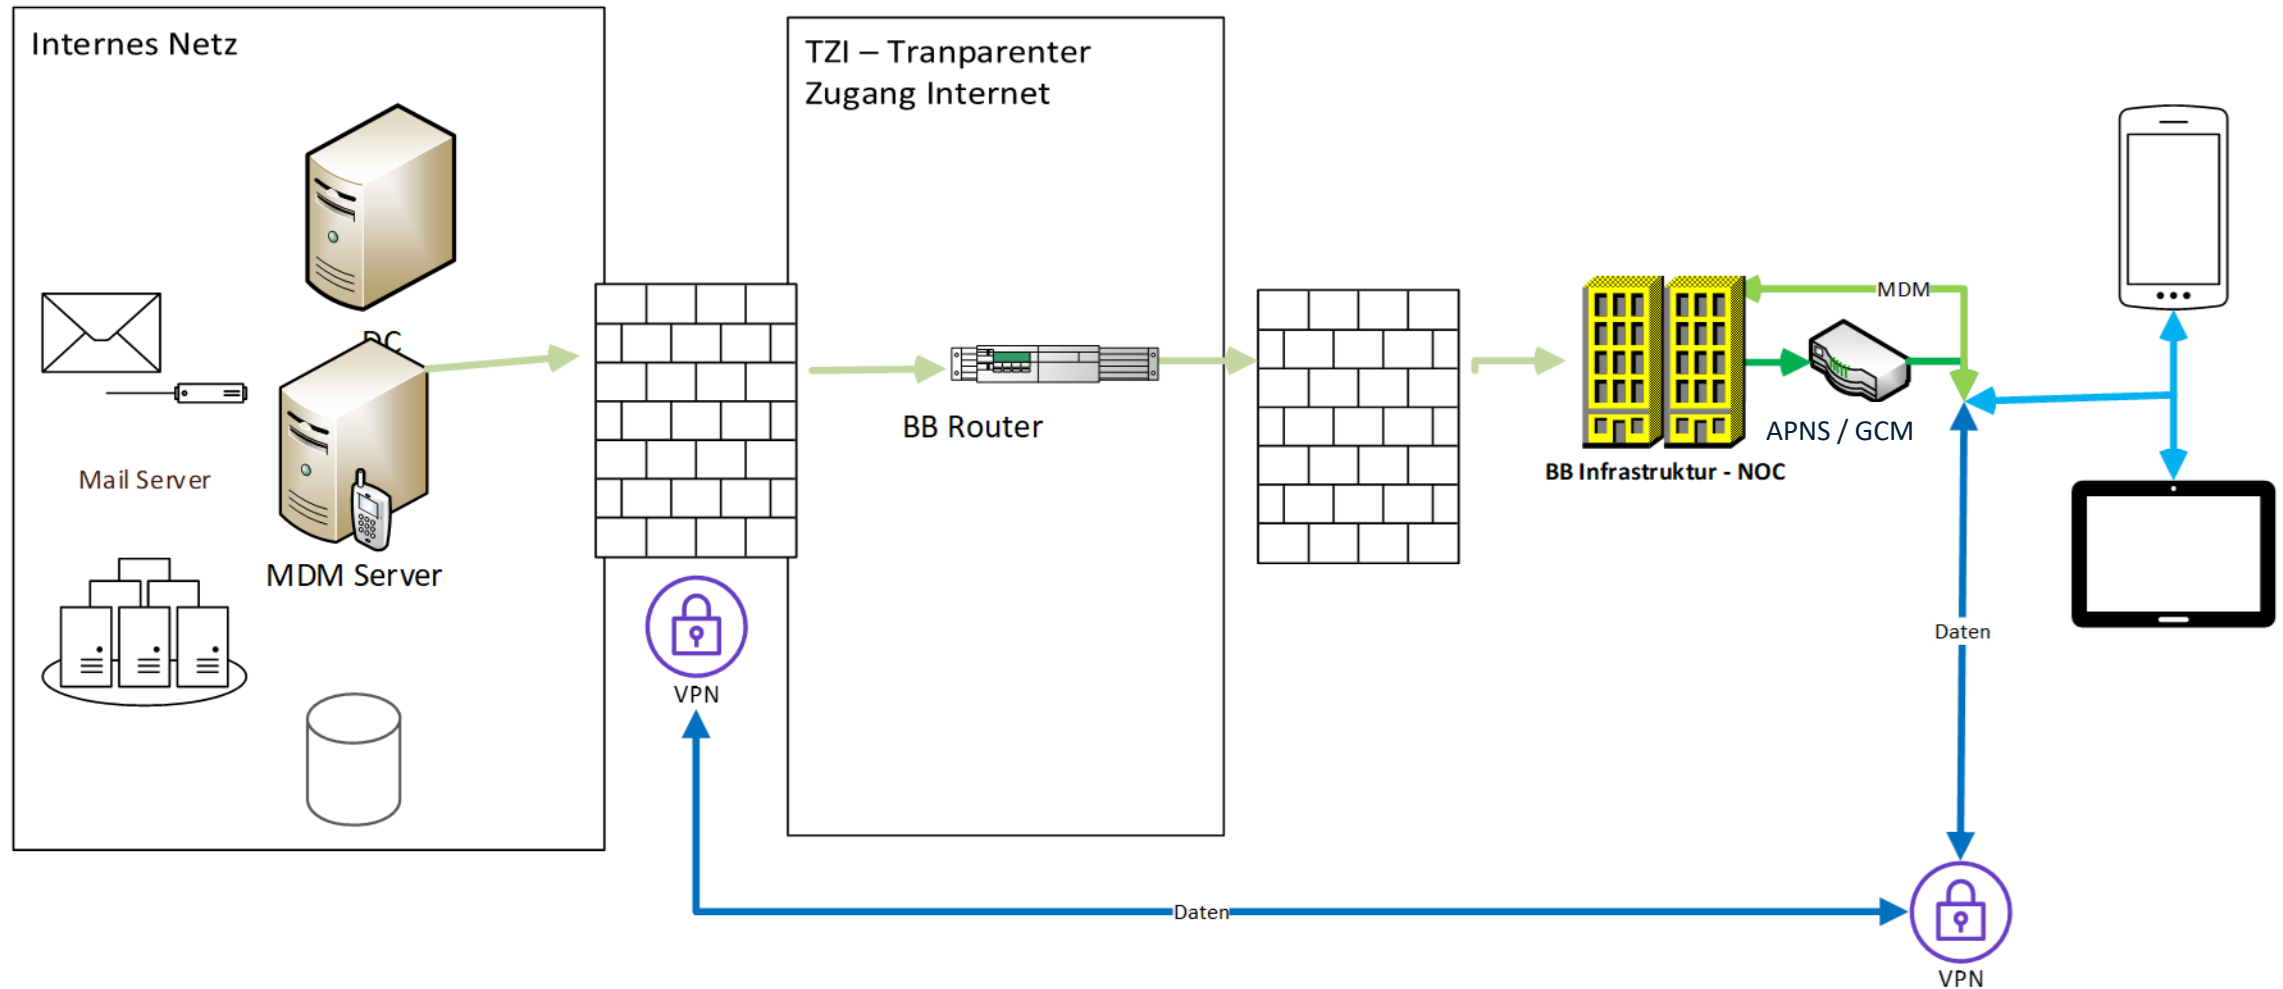 Internes Netz
TZI – Tranparenter
Zugang Internet
DC
Mail Server
MDM Server
VPN
BB Router
BB Infrastruktur - NOC
MDM
APNS / GCM
Daten
Daten
VPN